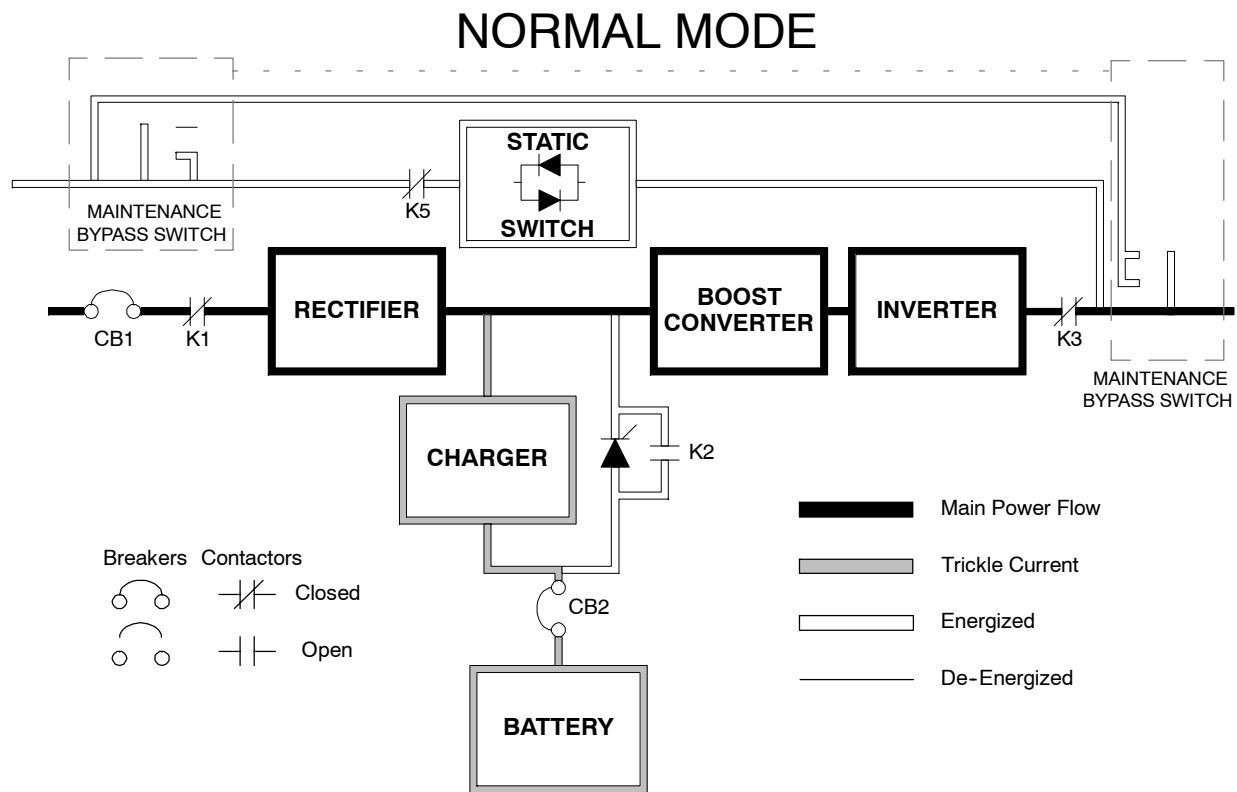 NORMAL MODE
STATIC
SWITCH
K5
MAINTENANCE
BYPASS SWITCH
RECTIFIER
BOOST
CONVERTER
INVERTER
CB1
K1
K3
MAINTENANCE
BYPASS SWITCH
CHARGER
K2
Main Power Flow
Trickle Current
Energized
De-Energized
Breakers Contactors
Closed
Open
CB2
BATTERY